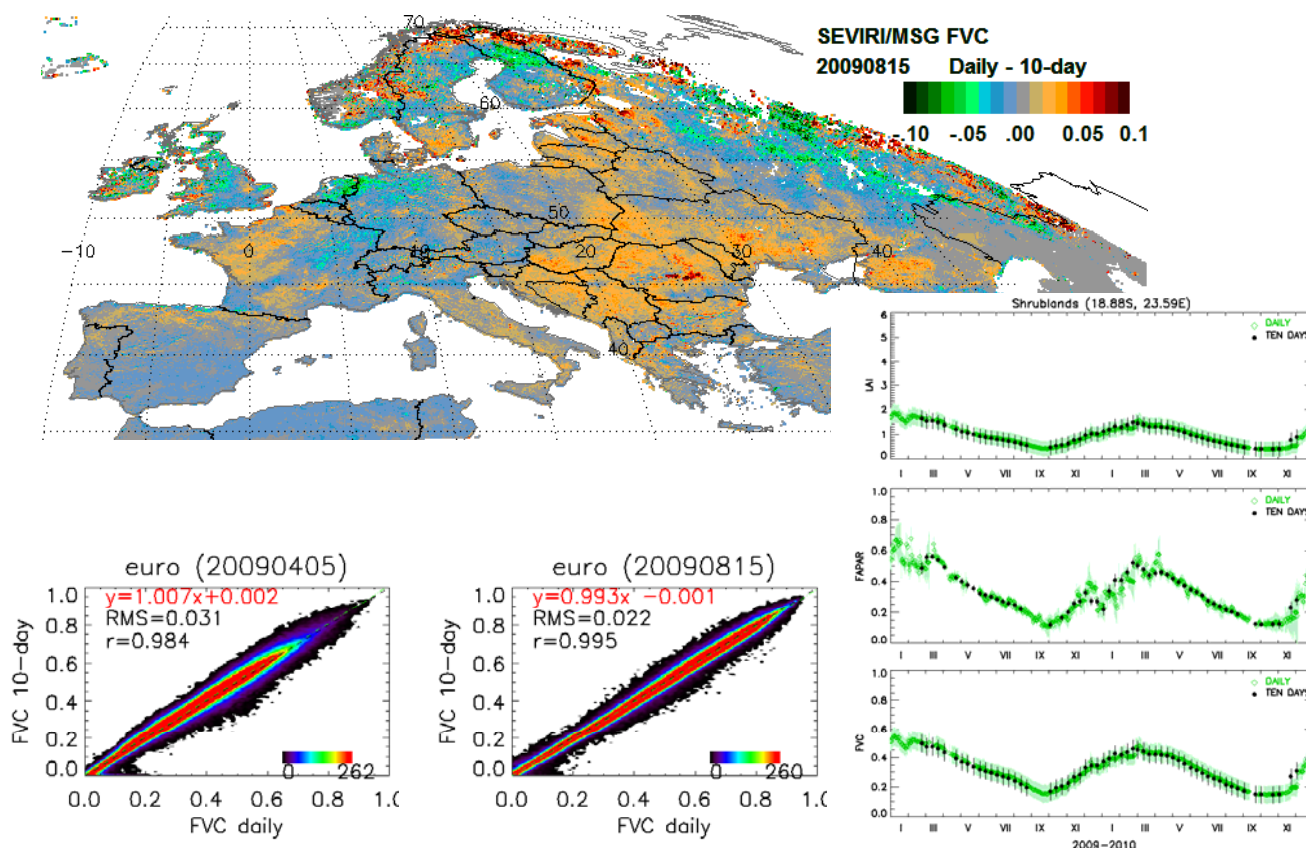 SEVIRI/MSG FVC
20090815 Daily - 10-day
-.10 -.05 .00 0.05 0.1
70
60
50
-10 0 10 20 30 40
40
Shrublands (18.88S, 23.59E)
DAILY
TEN DAYS
LAI
6
5
4
3
2
1
0
I III V VII IX XI I III V VII IX XI
DAILY
TEN DAYS
FAPAR
1.0
0.8
0.6
0.4
0.2
0.0
I III V VII IX XI I III V VII IX XI
DAILY
TEN DAYS
FVC
1.0
0.8
0.6
0.4
0.2
0.0
I III V VII IX XI I III V VII IX XI
2009-2010
euro (20090405)
y=1.007x+0.002
RMS=0.031
r=0.984
FVC 10-day
1.0
0.8
0.6
0.4
0.2
0.0
0 262
0.0 0.2 0.4 0.6 0.8 1.0
FVC daily
euro (20090815)
y=0.993x -0.001
RMS=0.022
r=0.995
FVC 10-day
1.0
0.8
0.6
0.4
0.2
0.0
0 260
0.0 0.2 0.4 0.6 0.8
FVC daily